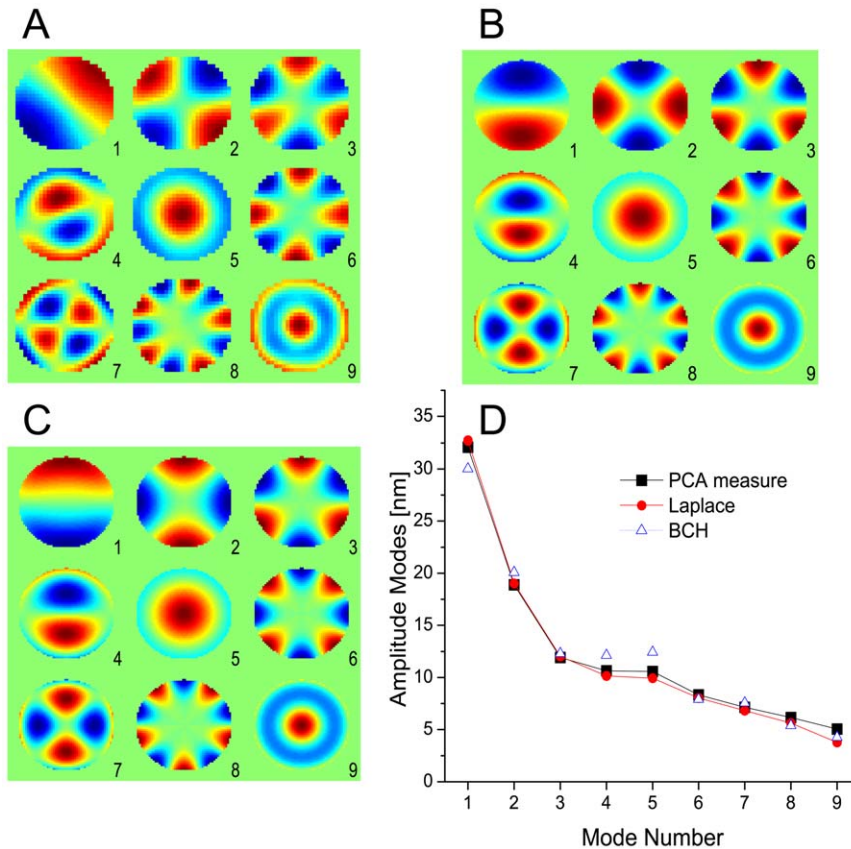 A
1 2 3
4 5 6
7 8 9
B
1 2 3
4 5 6
7 8 9
C
1 2 3
4 5 6
7 8 9
D
35
30
25
20
15
10
5
0
Amplitude Modes [nm]
PCA measure
Laplace
BCH
1 2 3 4 5 6 7 8 9
Mode Number